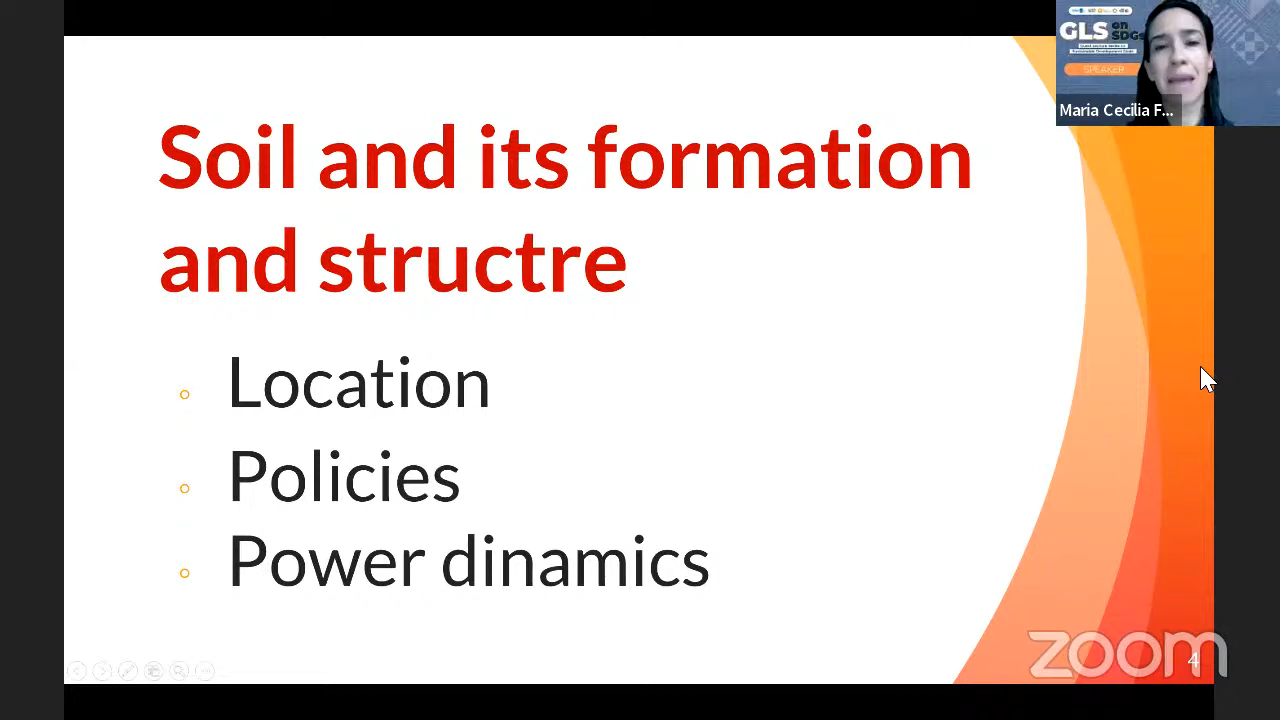 GLS on
SDGs
SPEAKER
Maria Cecilia F...
Soil and its formation
and structre
Location
Policies
Power dinamics
zoom
4